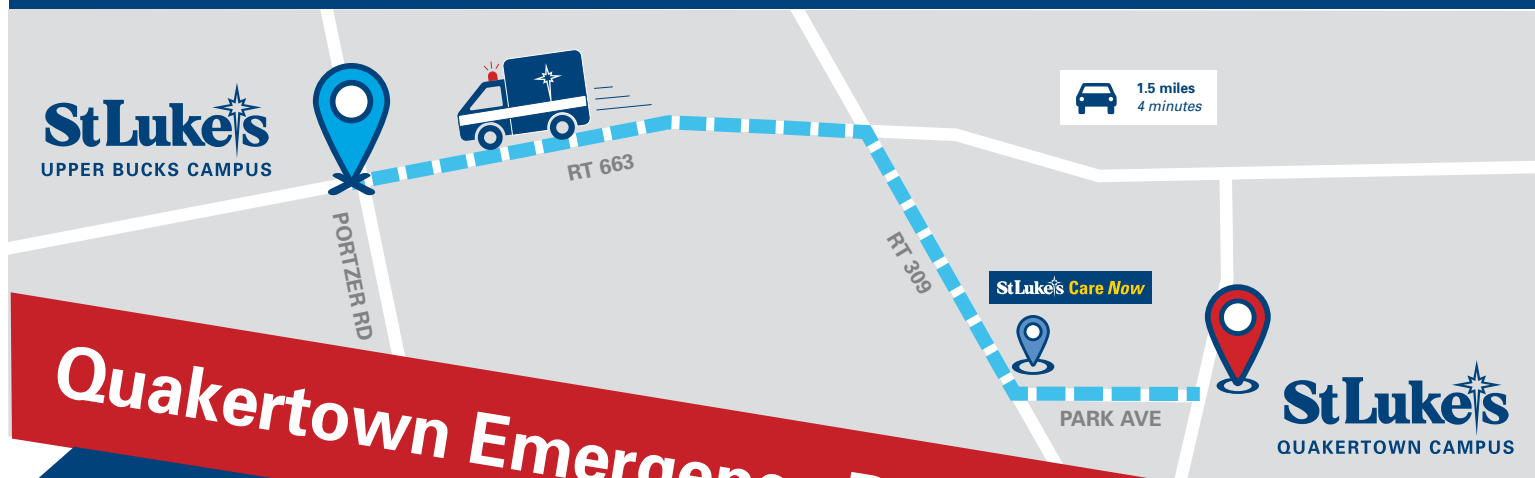 St Luke's
UPPER BUCKS CAMPUS
RT 663
PORTZER RD
1.5 miles
4 minutes
RT 309
St Luke's Care Now
PARK AVE
St Luke's
QUAKERTOWN CAMPUS
Quakertown Emergency